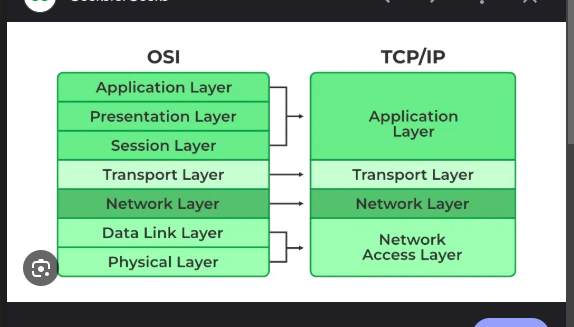 OSI
TCP/IP
Application Layer
Presentation Layer
Session Layer
Transport Layer
Network Layer
Data Link Layer
Physical Layer
Application
Layer
Transport Layer
Network Layer
Network
Access Layer